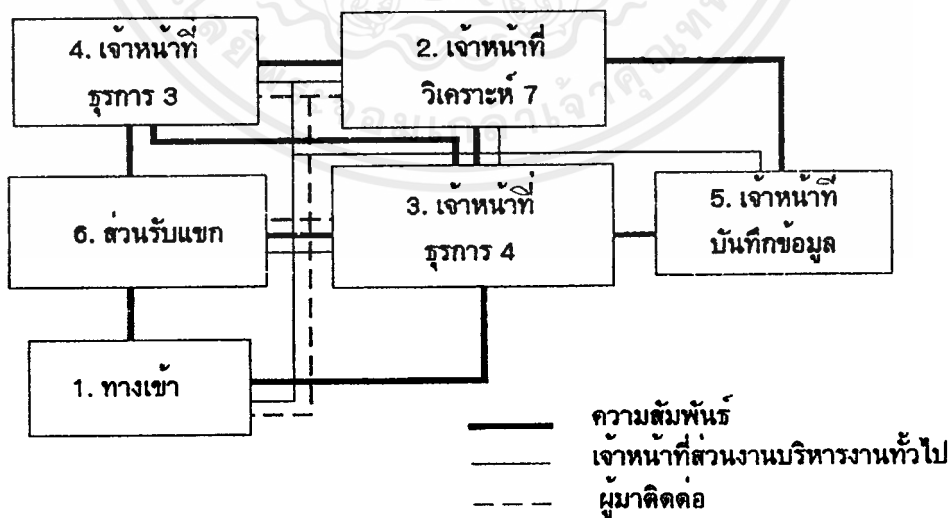 4. เจ้าหน้าที่
ธุรการ 3
2. เจ้าหน้าที่
วิเคราะห์ 7
6. ส่วนรับแขก
3. เจ้าหน้าที่
ธุรการ 4
5. เจ้าหน้าที่
บันทึกข้อมูล
1. ทางเข้า
ความสัมพันธ์
เจ้าหน้าที่ส่วนงานบริหารงานทั้วไป
ผู้มาติดต่อ